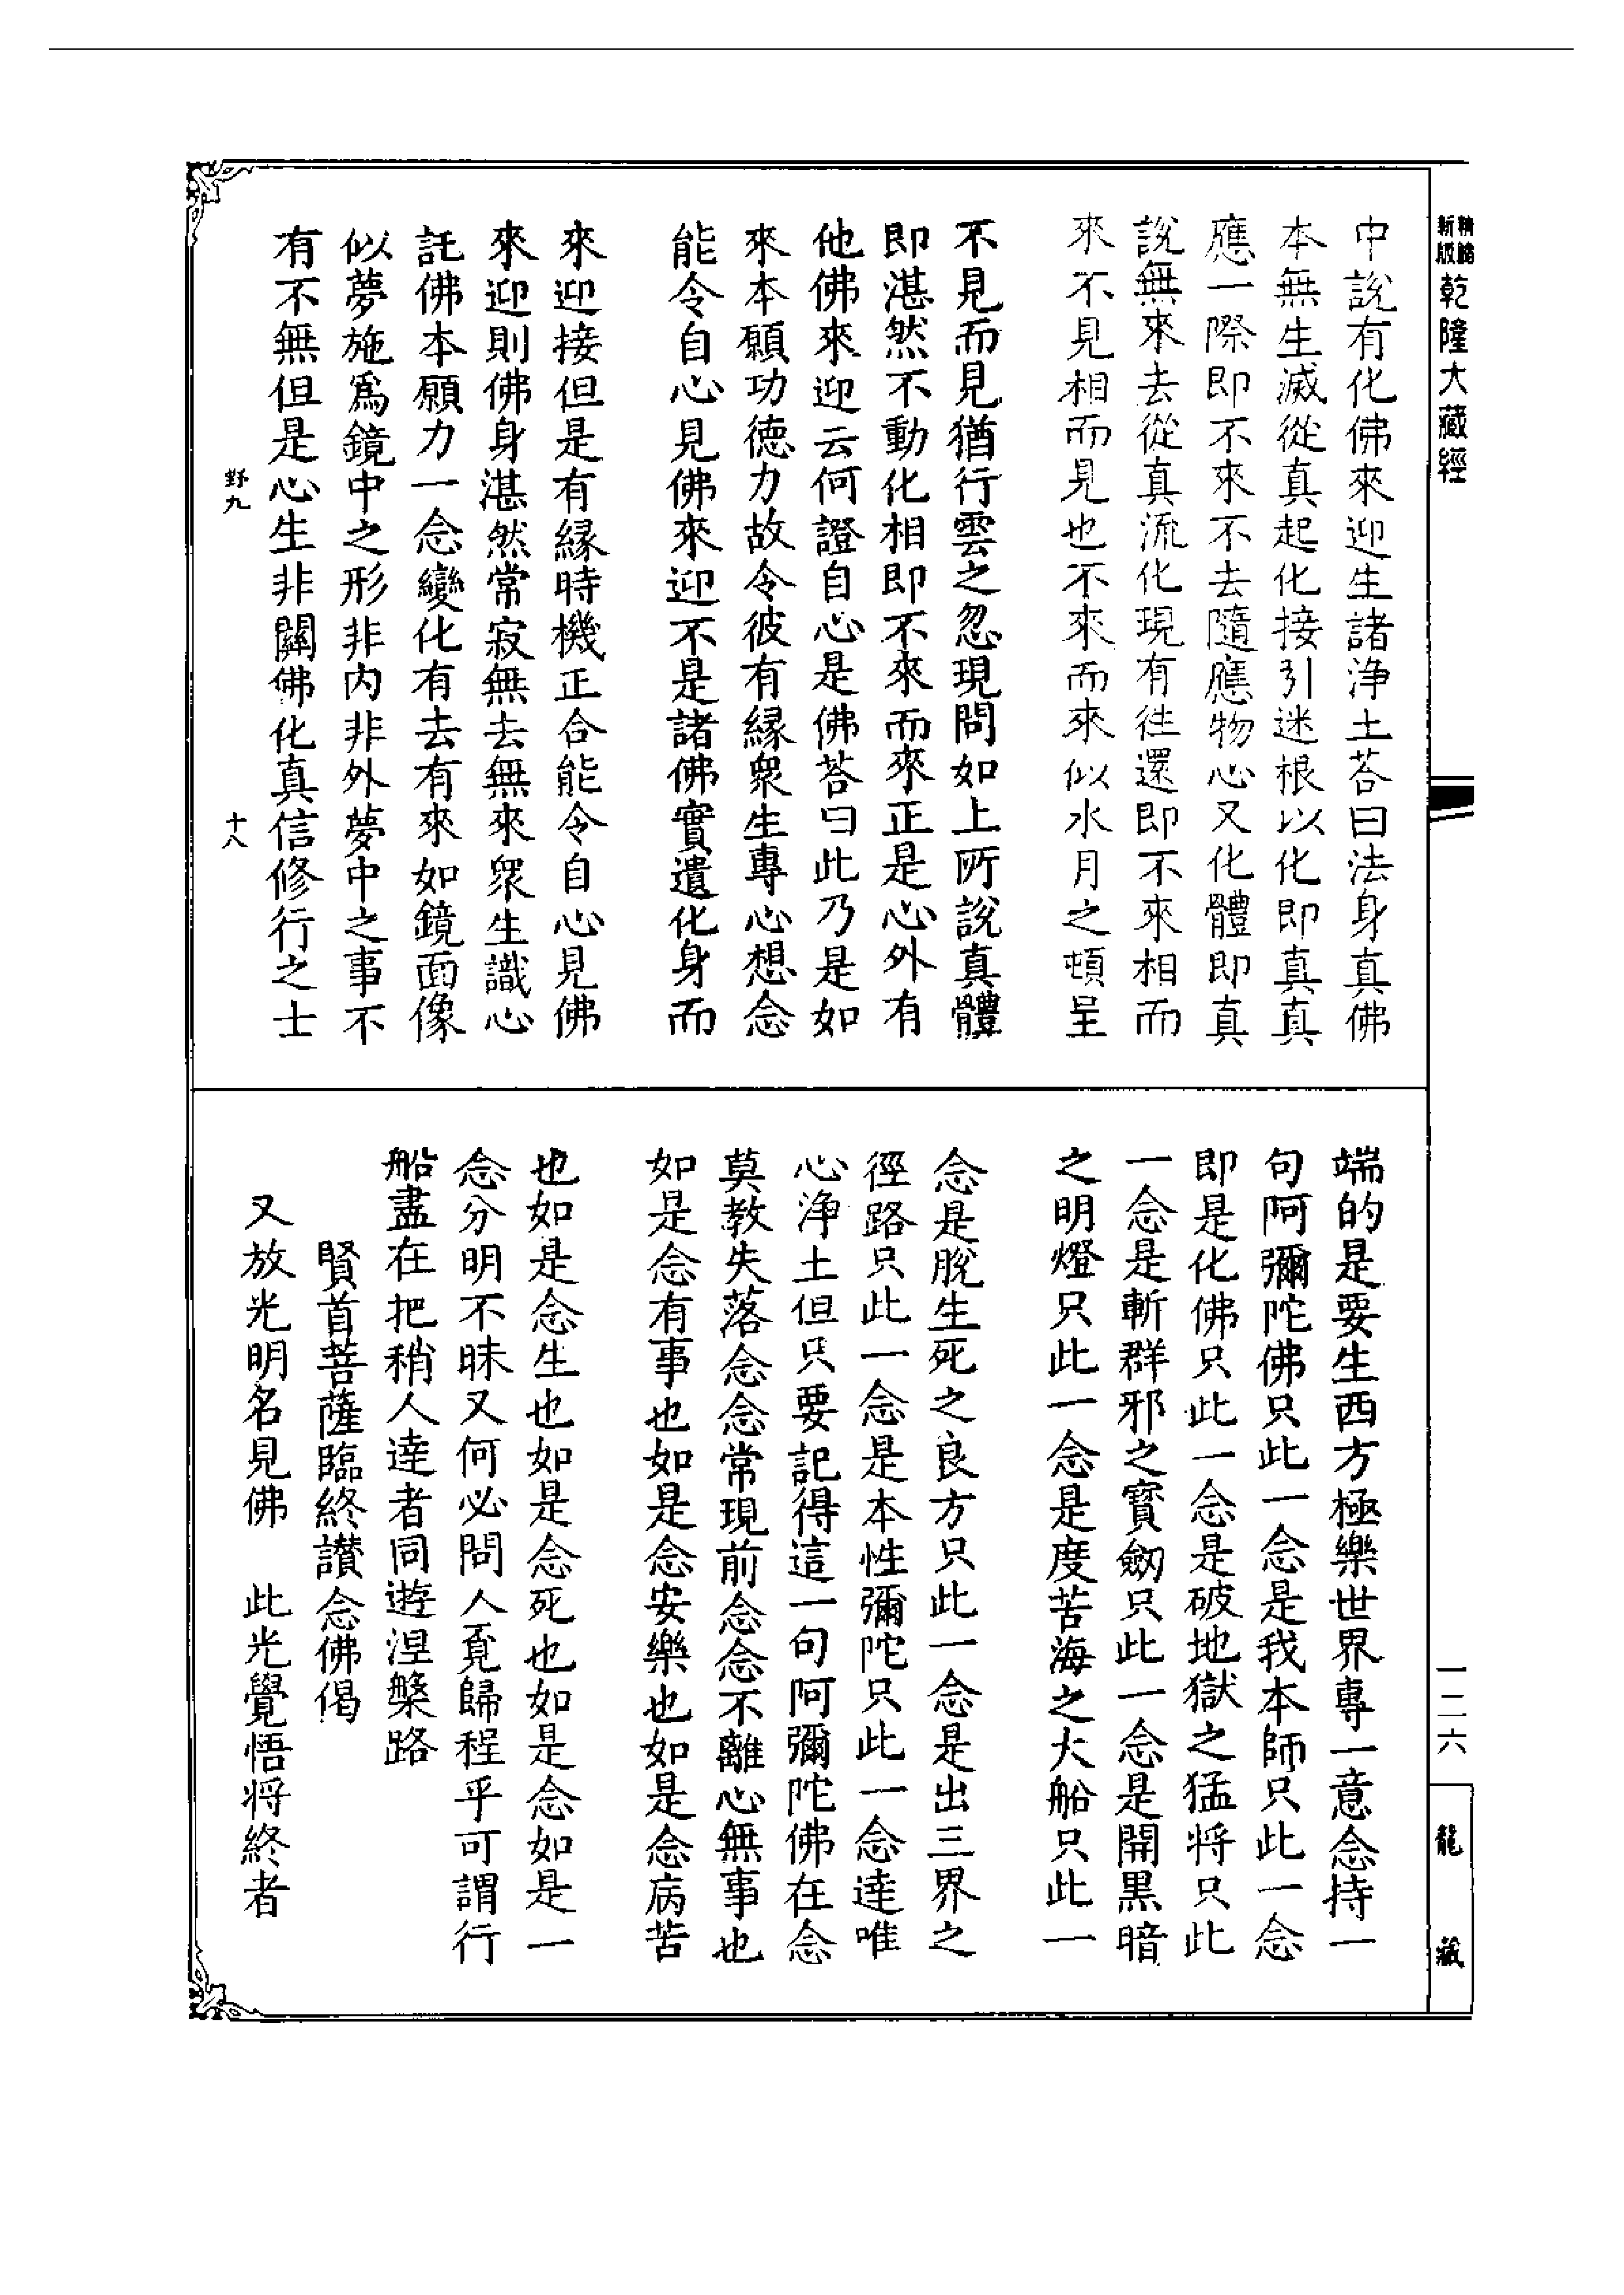 精縮新版乾隆大藏經
中說有化佛來迎生諸浄土荅曰法身真佛
本無生滅從真起化接引迷根以化即真真
應一際即不來不去隨應物心又化體即真
說無來去從真流化現有徃還即不來相而
來不見相而見也不來而來似水月之頓呈
不見而見猶行雲之忽現問如上所說真體
即湛然不動化相即不來而來正是心外有
他佛來迎云何證自心是佛荅曰此乃是如
來本願功德力故令彼有緣衆生專心想念
能令自心見佛來迎不是諸佛實遣化身而
來迎接但是有緣時機正合能令自心見佛
來迎則佛身湛然常寂無去無來衆生識心
託佛本願力一念變化有去有來如鏡面像
似夢施爲鏡中之形非内非外夢中之事不
有不無但是心生非關佛化真信修行之士
野九
十八
端的是要生西方極樂世界專一意念持一
句阿彌陀佛只此一念是我本師只此一念
即是化佛只此一念是破地獄之猛将只此
一念是斬群邪之寶劒只此一念是開黒暗
之明燈只此一念是度苦海之大船只此一
念是脫生死之良方只此一念是出三界之
徑路只此一念是本性彌陀只此一念達唯
心浄土但只要記得這一句阿彌陀佛在念
莫教失落念念常現前念念不離心無事也
如是念有事也如是念安樂也如是念病苦
也如是念生也如是念死也如是念如是一
念分明不昧又何必問人覓歸程乎可謂行
船盡在把稍人達者同遊涅槃路
賢首菩薩臨終讃念佛偈
又放光明名見佛　此光覺悟将終者
一二六
龍藏